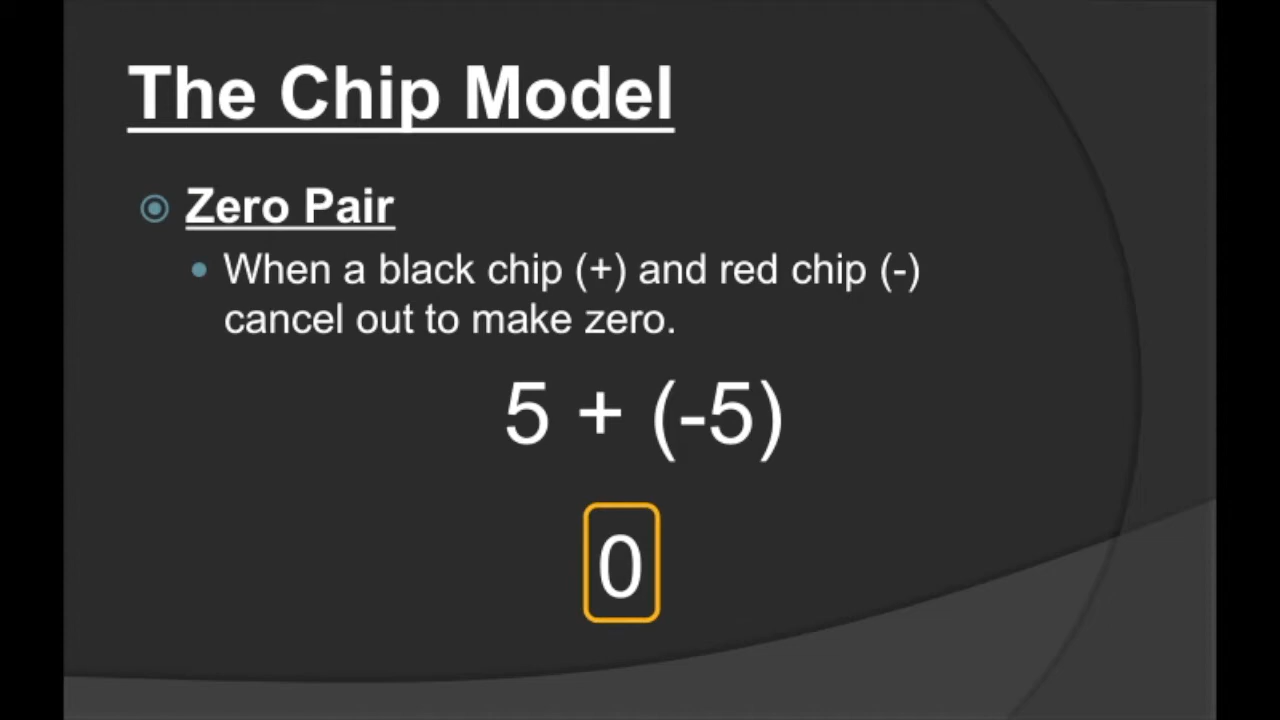 The Chip Model
Zero Pair
When a black chip (+) and red chip (-)
cancel out to make zero.
5 + (-5)
0